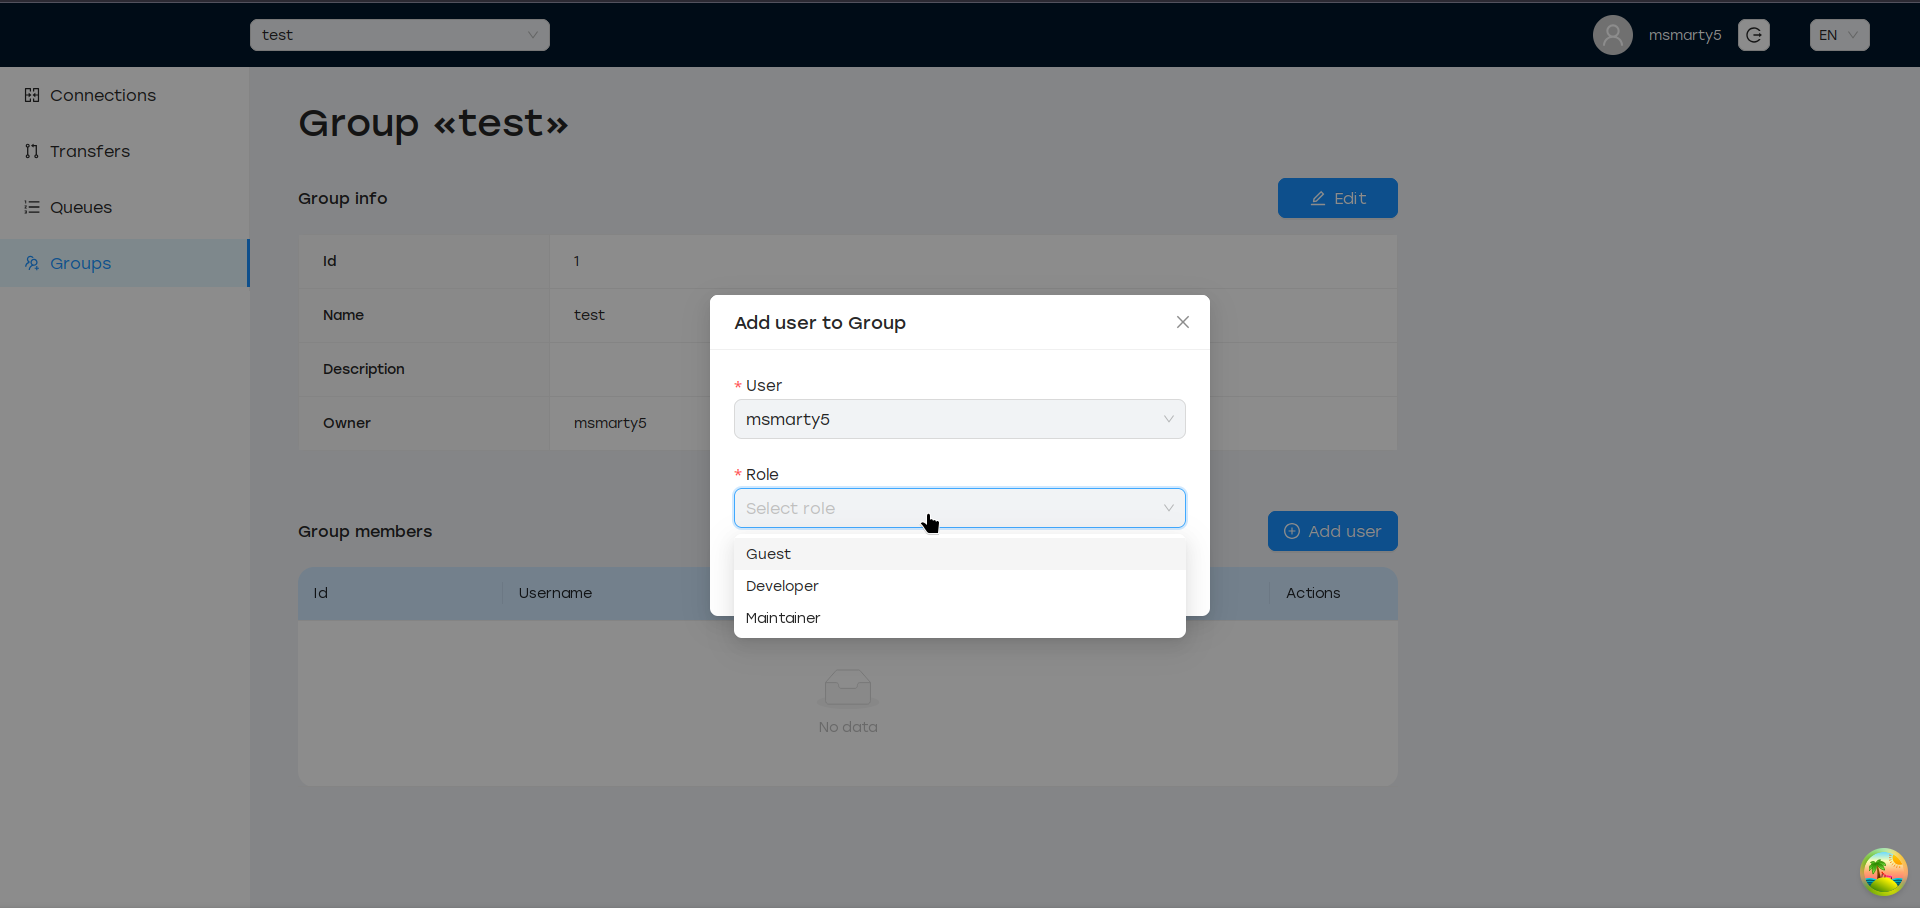 test
msmarty5
EN
Connections
Transfers
Queues
Groups
Group «test»
Group info
Edit
Id 1
Name test
Description
Owner msmarty5
Add user to Group
* User
msmarty5
* Role
Select role
Guest
Developer
Maintainer
Group members
Add user
Id Username Actions
No data